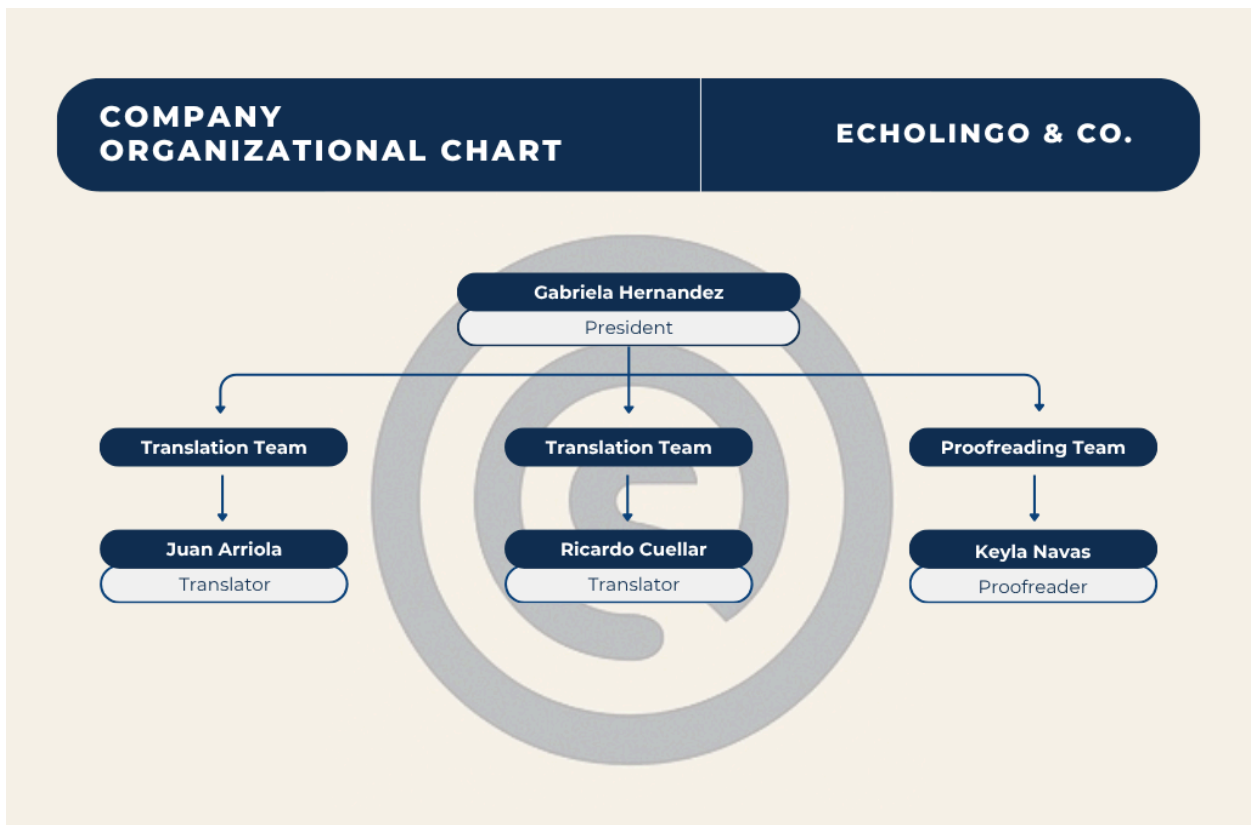 COMPANY
ORGANIZATIONAL CHART
ECHOLINGO & CO.
Gabriela Hernandez
President
Translation Team
Translation Team
Proofreading Team
Juan Arriola
Translator
Ricardo Cuellar
Translator
Keyla Navas
Proofreader